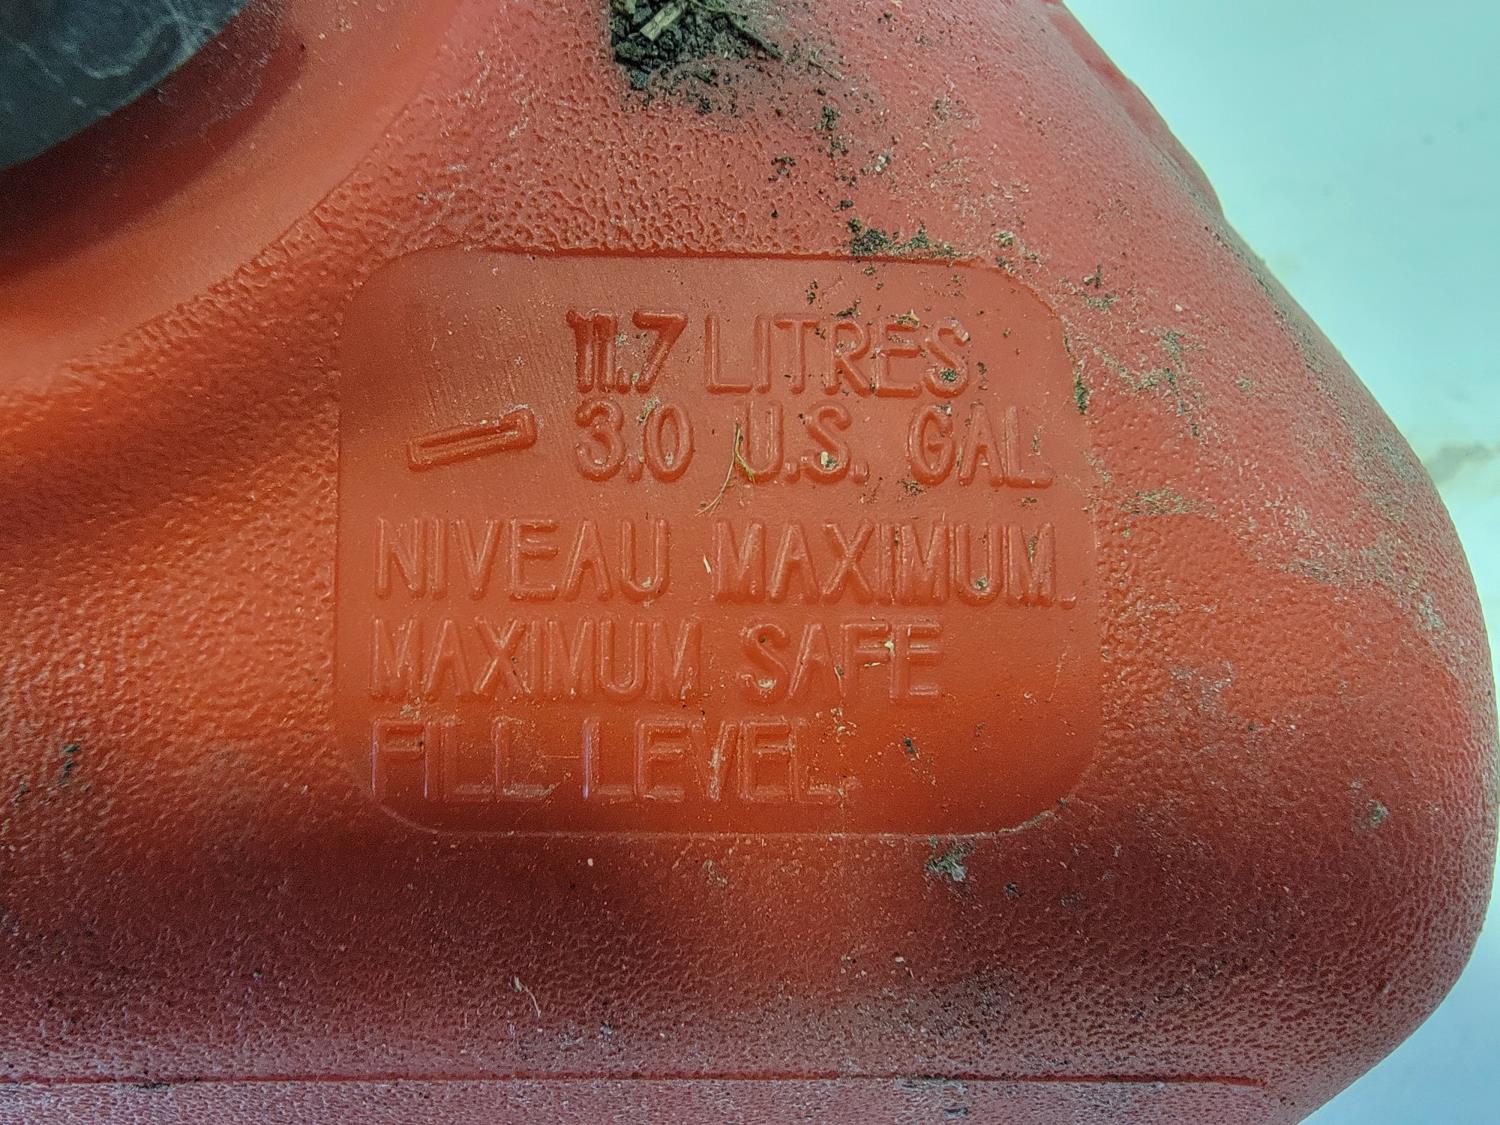 11.7 LITRES
3.0 U.S. GAL
NIVEAU MAXIMUM.
MAXIMUM SAFE
FILL LEVEL.